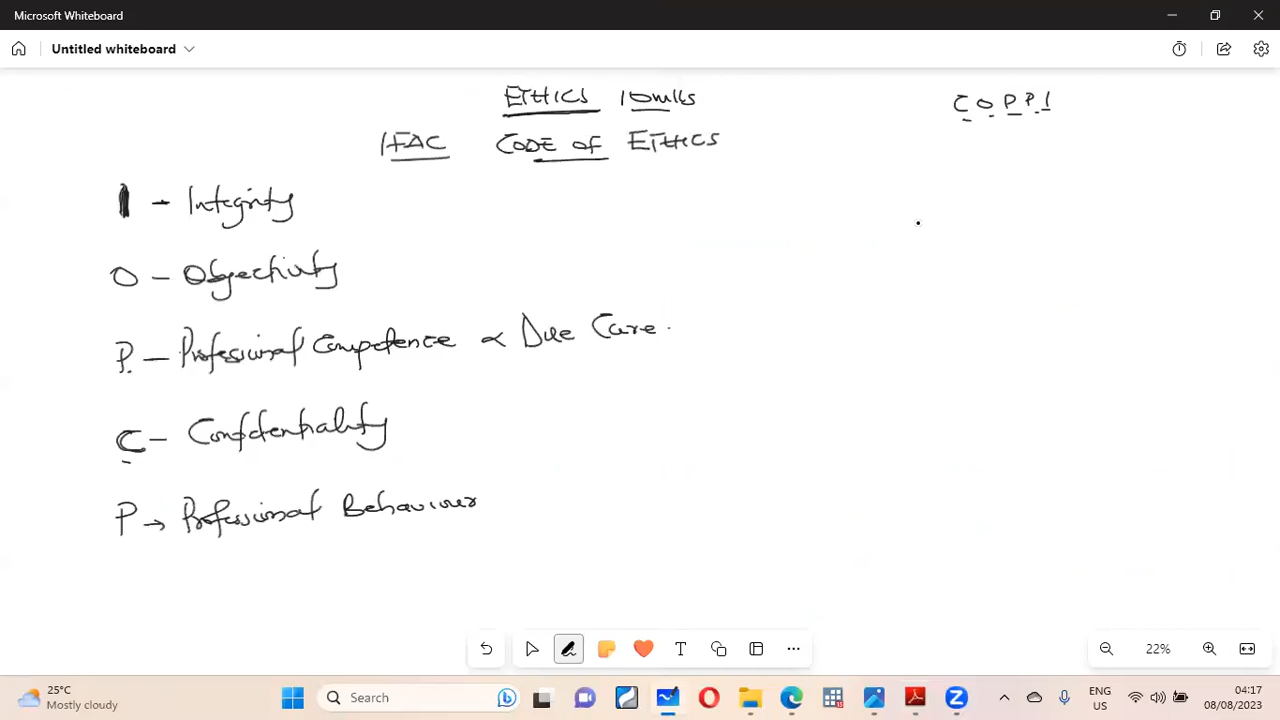 Microsoft Whiteboard
Untitled whiteboard
ETHICS 10mks
C O P P I
IFAC CODE OF ETHICS
I - Integrity
O - Objectivity
P. - Professional Competence & Due Care.
C - Confidentiality
P → Professional Behaviour
T
22%
25°C
Mostly cloudy
Search
ENG
US
04:17
08/08/2023